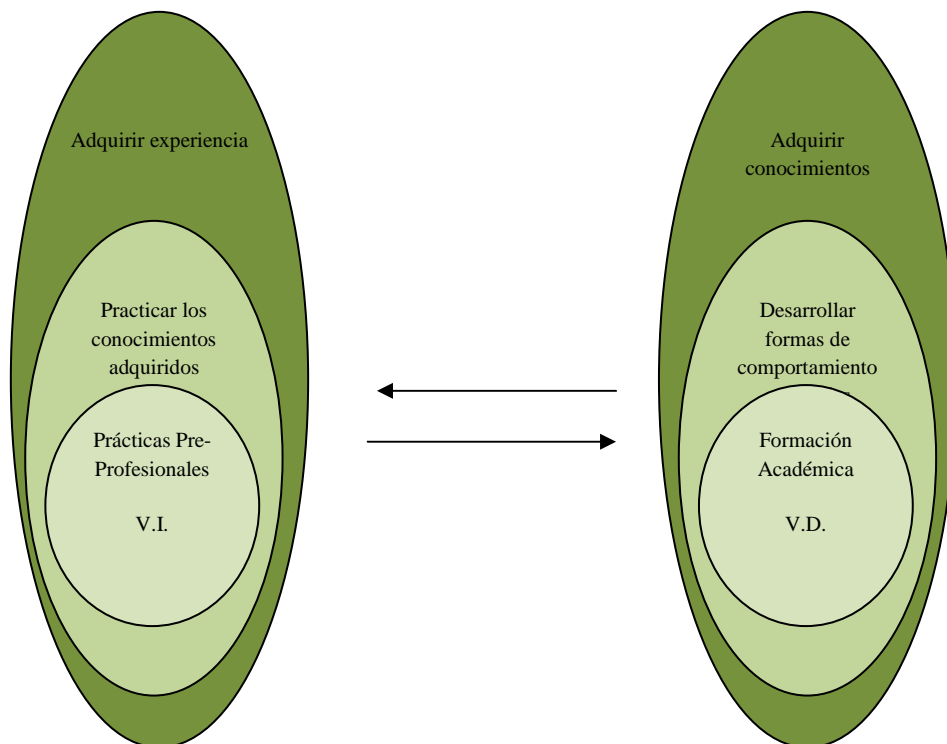 Adquirir experiencia
Practicar los
conocimientos
adquiridos
Prácticas Pre-
Profesionales
V.I.
Adquirir
conocimientos
Desarrollar
formas de
comportamiento
Formación
Académica
V.D.